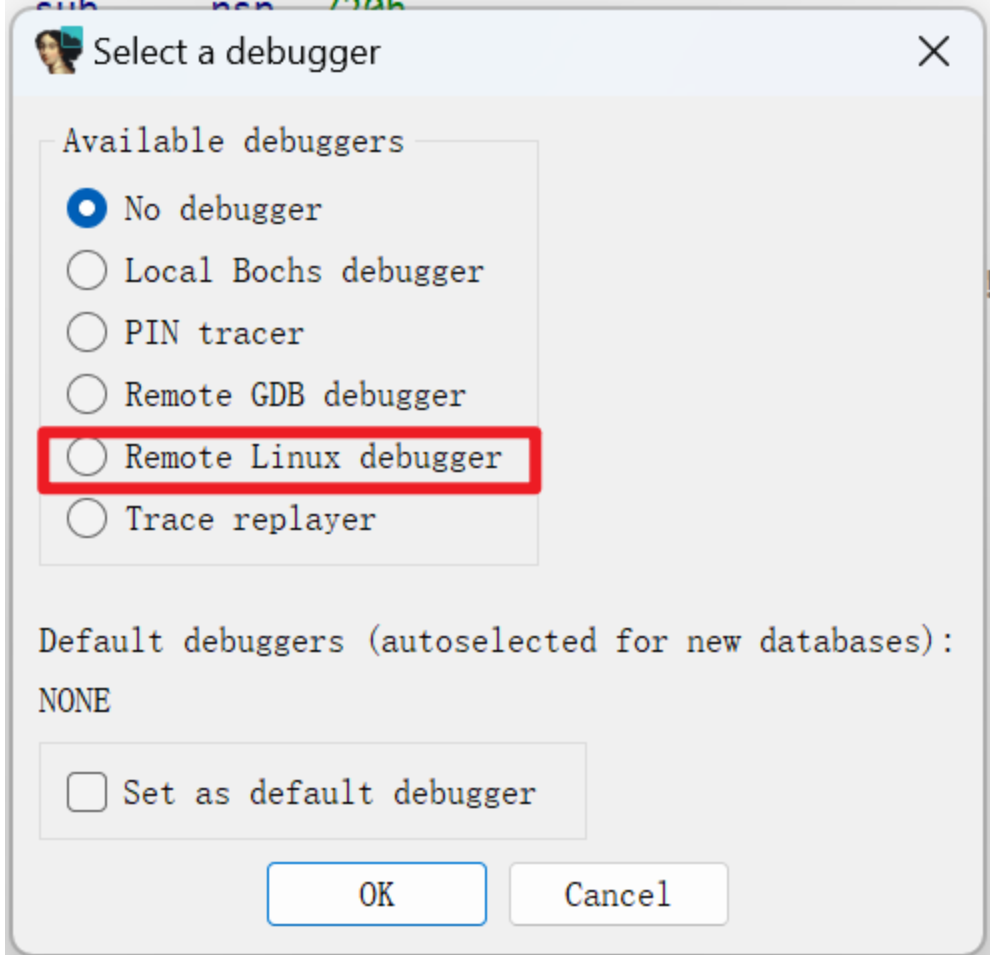 Select a debugger
Available debuggers
No debugger
Local Bochs debugger
PIN tracer
Remote GDB debugger
Remote Linux debugger
Trace replayer
Default debuggers (autoselected for new databases):
NONE
Set as default debugger
OK
Cancel